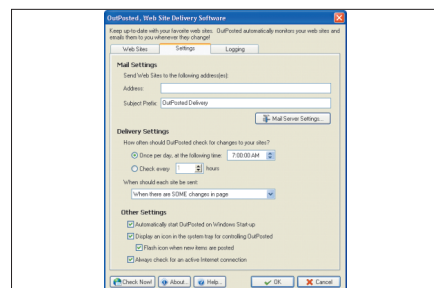 OutPosted, Web Site Delivery Software
Keep up-to-date with your favorite web sites. OutPosted automatically monitors your web sites and
emails them to you whenever they change!
Web Sites Settings Logging
Mail Settings
Send Web Sites to the following address(es):
Address:
Subject Prefix: OutPosted Delivery
Mail Server Settings...
Delivery Settings
How often should OutPosted check for changes to your sites?
Once per day, at the following time: 7:00:00 AM
Check every 1 hours
When should each site be sent:
When there are SOME changes in page
Other Settings
Automatically start OutPosted on Windows Start-up
Display an icon in the system tray for controlling OutPosted
Flash icon when new items are posted
Always check for an active Internet connection
Check Now! About... Help... OK Cancel